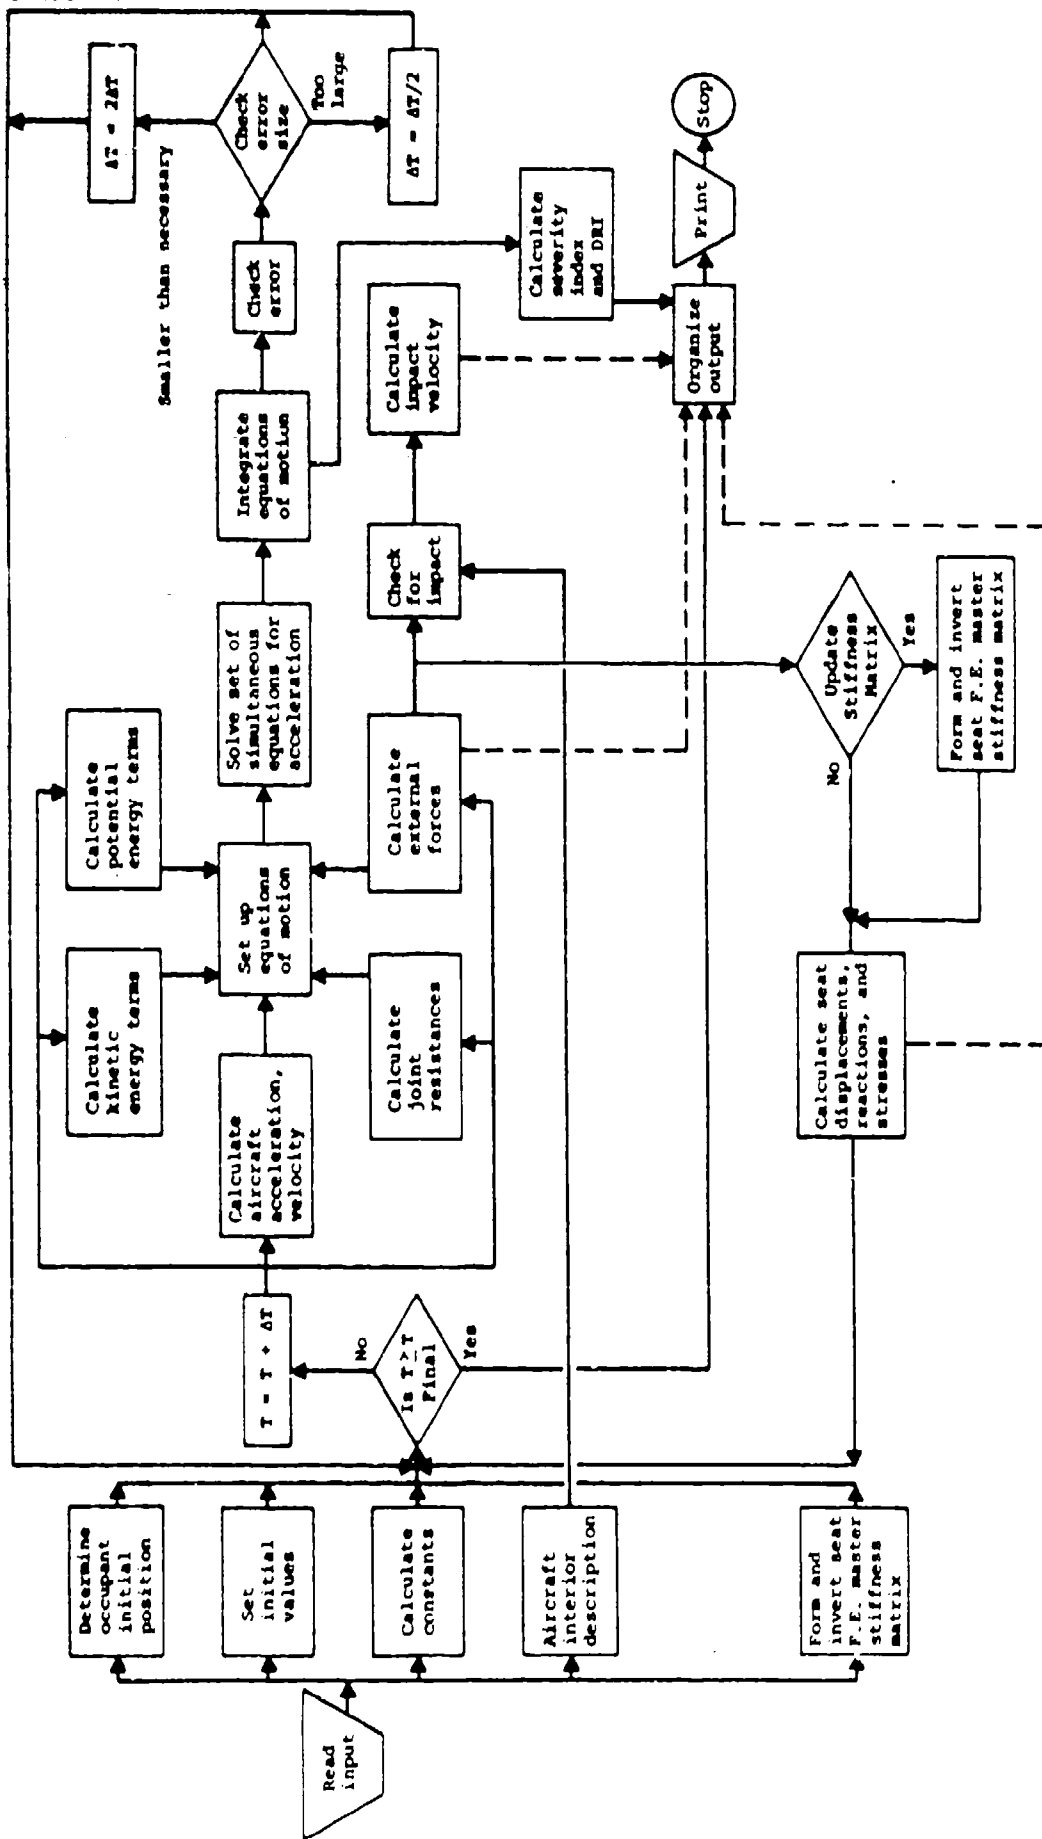 Read
input
Determine
occupant
initial
position
Set
initial
values
Calculate
constants
Aircraft
interior
description
Form and
invert seat
F.E. master
stiffness
matrix
T = T + ΔT
No
Is T ≥ T
Final
Yes
Calculate
kinetic
energy terms
Calculate
potential
energy terms
Calculate
aircraft
acceleration,
velocity
Set up
equations
of motion
Solve set of
simultaneous
equations for
acceleration
Integrate
equations
of motion
Check
error
Check
error
size
Smaller than necessary
ΔT = 2ΔT
Too
large
ΔT = ΔT/2
Calculate
joint
resistances
Calculate
external
forces
Check
for
impact
Calculate
impact
velocity
Calculate
severity
index
and DRI
Organize
output
Print
Stop
Update
Stiffness
Matrix
No
Yes
Form and invert
seat F.E. master
stiffness matrix
Calculate seat
displacements,
reactions, and
stresses